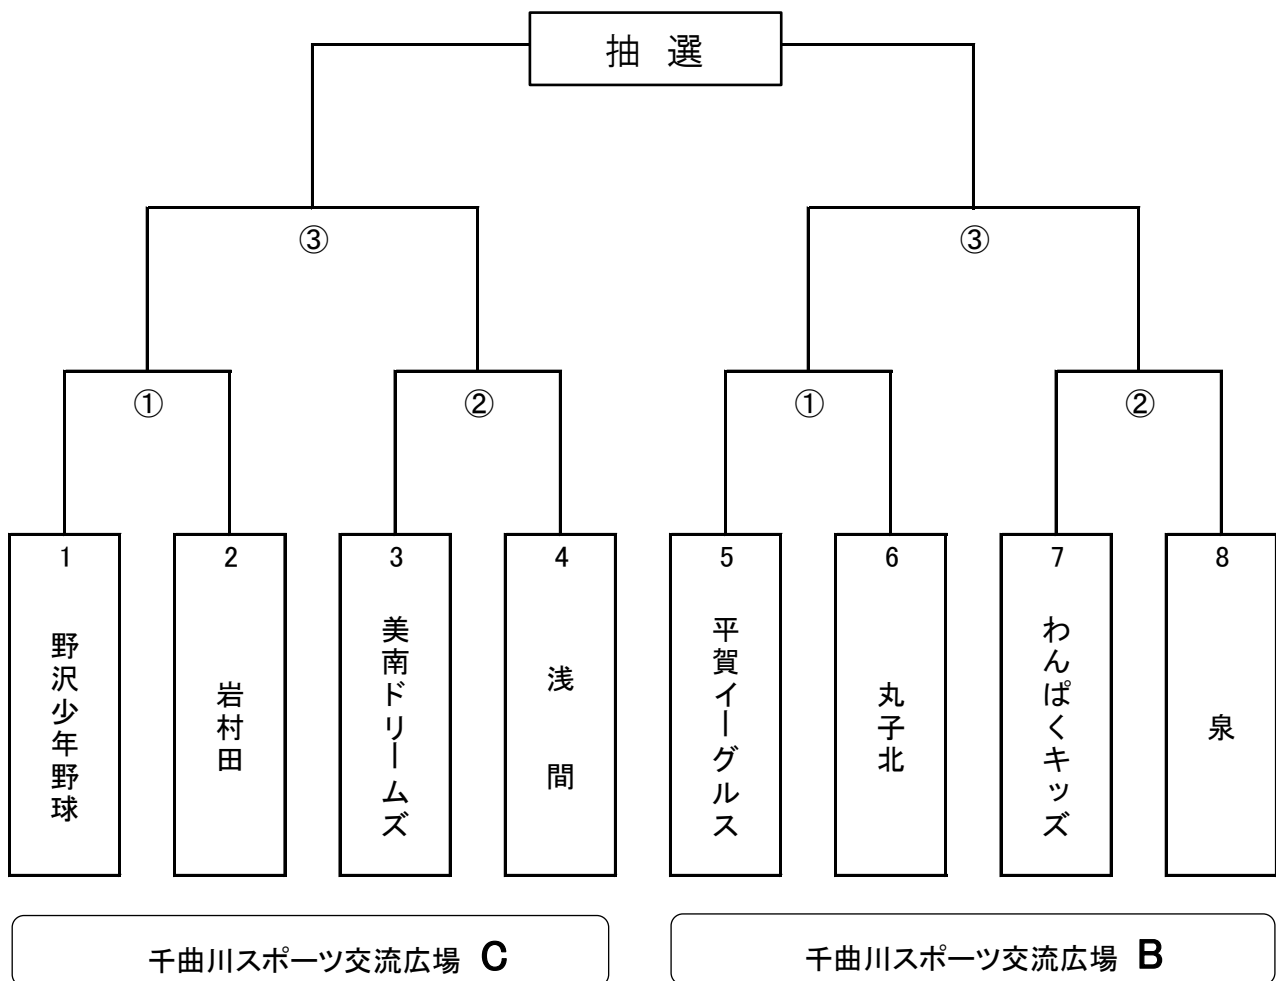 抽 選
③
③
①
②
①
②
1
野沢少年野球
2
岩村田
3
美南ドリームズ
4
浅 間
5
平賀イーグルス
6
丸子北
7
わんぱくキッズ
8
泉
千曲川スポーツ交流広場 C
千曲川スポーツ交流広場 B